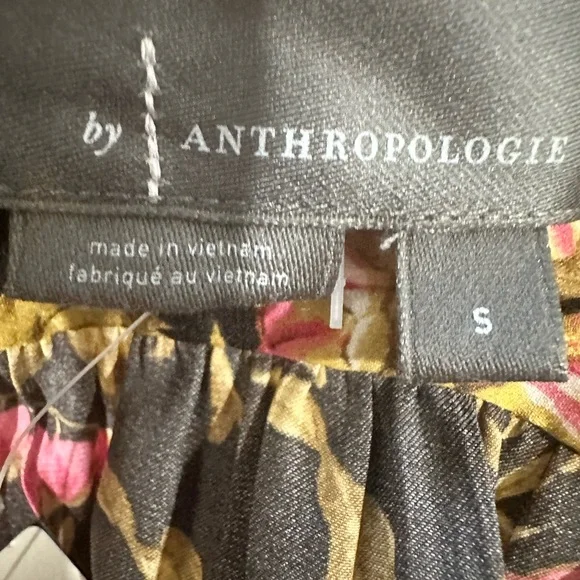 by ANTHROPOLOGIE
made in vietnam
fabriqué au vietnam
S